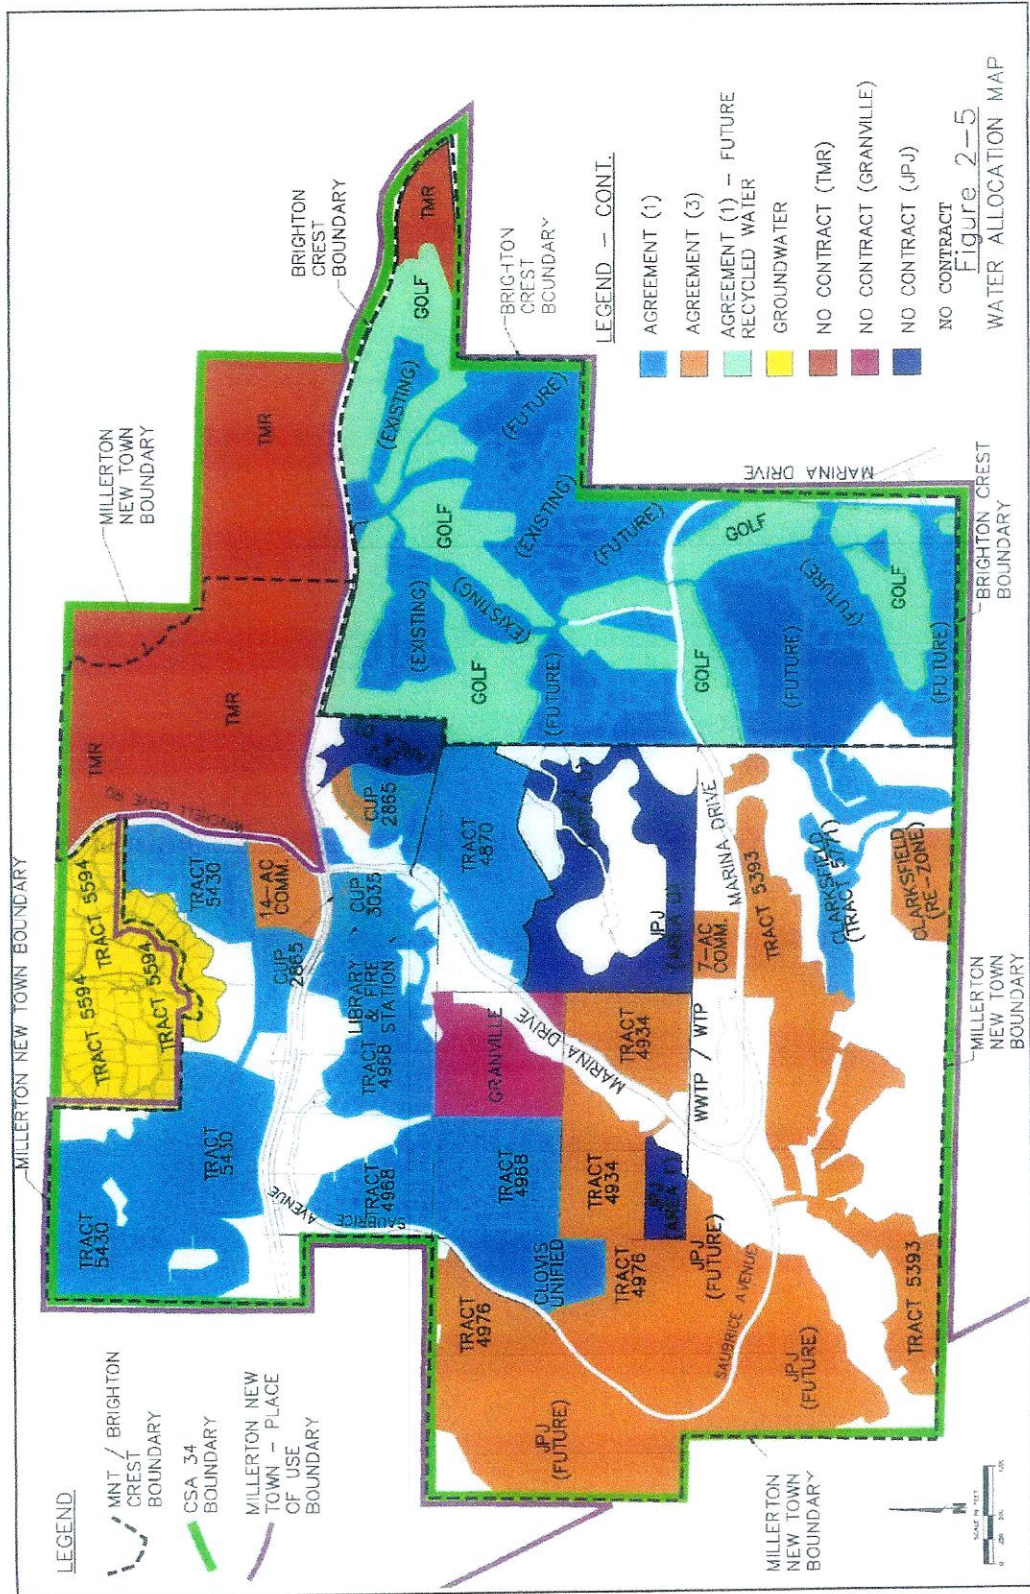 LEGEND
MNT / BRIGHTON
CREST
BOUNDARY
CSA 34
BOUNDARY
MILLERTON NEW
TOWN - PLACE
OF USE
BOUNDARY
MILLERTON NEW TOWN BOUNDARY
MILLERTON
NEW TOWN
BOUNDARY
BRIGHTON
CREST
BOUNDARY
BRIGHTON
CREST
BOUNDARY
TRACT
5430
TRACT
5430
TRACT 5594
TRACT 5594
TRACT 5594
TRACT 5594
TRACT
5430
14-AC
COMM.
CUP
2865
TMR
TMR
TMR
TMR
GOLF
(EXISTING)
(FUTURE)
GOLF
(EXISTING)
(EXISTING)
(EXISTING)
(FUTURE)
GOLF
(FUTURE)
GOLF
GOLF
(FUTURE)
(FUTURE)
GOLF
(FUTURE)
CUP
2865
CUP
3035
LIBRARY
& FIRE
STATION
TRACT
4968
TRACT
4968
TRACT
4968
AVENUE
TRACT
4870
GRANVILLE
MARINA DRIVE
JPJ
TRACT
4934
TRACT
4934
7-AC
COMM.
MARINA DRIVE
TRACT 5393
WWTP / WTP
CLARKSFIELD
(TRACT 5771)
CLARKSFIELD
(RE-ZONE)
CLOVIS
UNIFIED
TRACT
4976
TRACT
4976
JPJ
(FUTURE)
JPJ
(FUTURE)
JPJ
(FUTURE)
SAUBRICE AVENUE
TRACT 5393
MARINA DRIVE
BRIGHTON CREST
BOUNDARY
MILLERTON
NEW TOWN
BOUNDARY
MILLERTON
NEW TOWN
BOUNDARY
N
SCALE IN FEET
LEGEND - CONT.
AGREEMENT (1)
AGREEMENT (3)
AGREEMENT (1) - FUTURE
RECYCLED WATER
GROUNDWATER
NO CONTRACT (TMR)
NO CONTRACT (GRANVILLE)
NO CONTRACT (JPJ)
NO CONTRACT
Figure 2-5
WATER ALLOCATION MAP